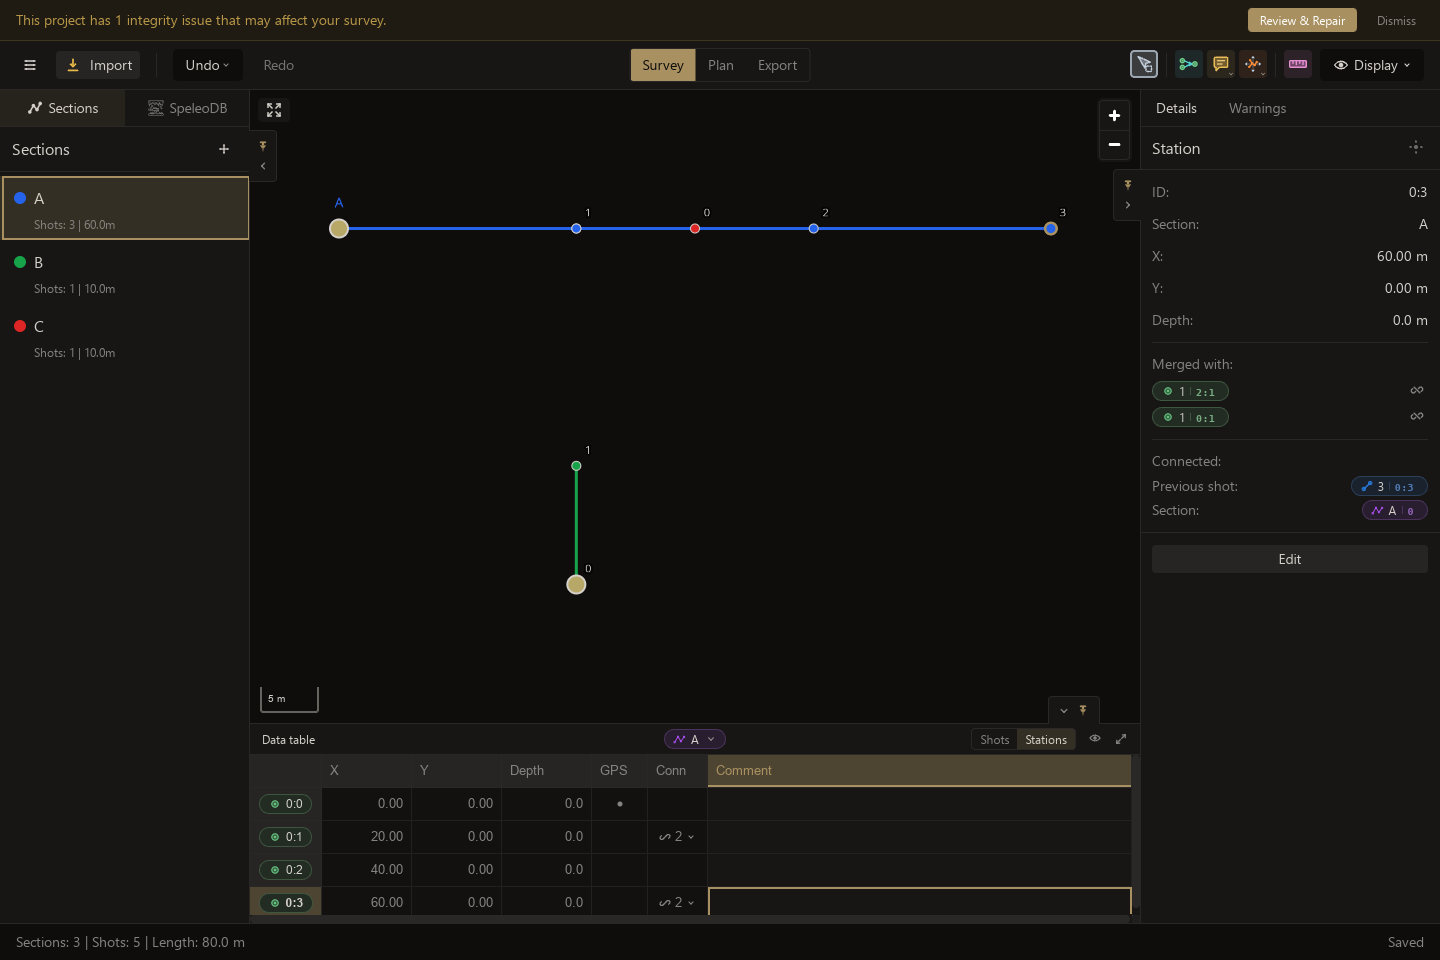 This project has 1 integrity issue that may affect your survey.
Review & Repair
Dismiss
Import
Undo
Redo
Survey
Plan
Export
Display
Sections
SpeleoDB
Sections
A
Shots: 3 | 60.0m
B
Shots: 1 | 10.0m
C
Shots: 1 | 10.0m
A
1
0
2
3
1
0
5 m
Details
Warnings
Station
ID:
0:3
Section:
A
X:
60.00 m
Y:
0.00 m
Depth:
0.0 m
Merged with:
1 | 2:1
1 | 0:1
Connected:
Previous shot:
3 | 0:3
Section:
A | 0
Edit
Data table
A
Shots
Stations
X Y Depth GPS Conn Comment
0:0 0.00 0.00 0.0
0:1 20.00 0.00 0.0 2
0:2 40.00 0.00 0.0
0:3 60.00 0.00 0.0 2
Sections: 3 | Shots: 5 | Length: 80.0 m
Saved